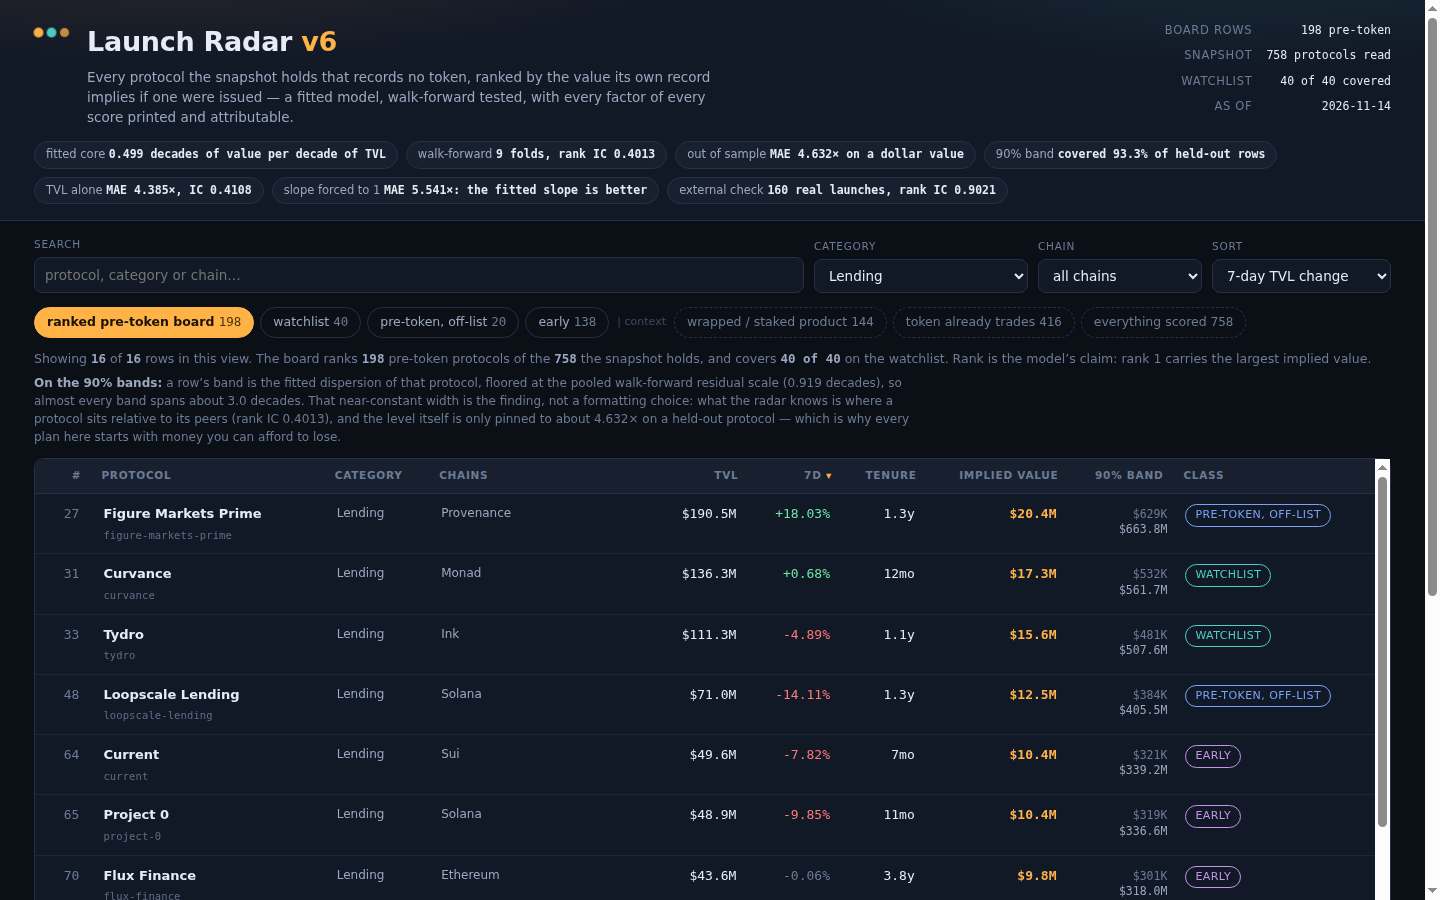 Launch Radar v6
Every protocol the snapshot holds that records no token, ranked by the value its own record
implies if one were issued — a fitted model, walk-forward tested, with every factor of every
score printed and attributable.
BOARD ROWS 198 pre-token
SNAPSHOT 758 protocols read
WATCHLIST 40 of 40 covered
AS OF 2026-11-14
fitted core 0.499 decades of value per decade of TVL
walk-forward 9 folds, rank IC 0.4013
out of sample MAE 4.632× on a dollar value
90% band covered 93.3% of held-out rows
TVL alone MAE 4.385×, IC 0.4108
slope forced to 1 MAE 5.541×: the fitted slope is better
external check 160 real launches, rank IC 0.9021
SEARCH
protocol, category or chain...
CATEGORY
Lending
CHAIN
all chains
SORT
7-day TVL change
ranked pre-token board 198
watchlist 40
pre-token, off-list 20
early 138
| context
wrapped / staked product 144
token already trades 416
everything scored 758
Showing 16 of 16 rows in this view. The board ranks 198 pre-token protocols of the 758 the snapshot holds, and covers 40 of 40 on the watchlist. Rank is the model’s claim: rank 1 carries the largest implied value.
On the 90% bands: a row’s band is the fitted dispersion of that protocol, floored at the pooled walk-forward residual scale (0.919 decades), so
almost every band spans about 3.0 decades. That near-constant width is the finding, not a formatting choice: what the radar knows is where a
protocol sits relative to its peers (rank IC 0.4013), and the level itself is only pinned to about 4.632× on a held-out protocol — which is why every
plan here starts with money you can afford to lose.
# PROTOCOL CATEGORY CHAINS TVL 7D ▾ TENURE IMPLIED VALUE 90% BAND CLASS
27 Figure Markets Prime Lending Provenance $190.5M +18.03% 1.3y $20.4M $629K PRE-TOKEN, OFF-LIST
figure-markets-prime $663.8M
31 Curvance Lending Monad $136.3M +0.68% 12mo $17.3M $532K WATCHLIST
curvance $561.7M
33 Tydro Lending Ink $111.3M -4.89% 1.1y $15.6M $481K WATCHLIST
tydro $507.6M
48 Loopscale Lending Lending Solana $71.0M -14.11% 1.3y $12.5M $384K PRE-TOKEN, OFF-LIST
loopscale-lending $405.5M
64 Current Lending Sui $49.6M -7.82% 7mo $10.4M $321K EARLY
current $339.2M
65 Project 0 Lending Solana $48.9M -9.85% 11mo $10.4M $319K EARLY
project-0 $336.6M
70 Flux Finance Lending Ethereum $43.6M -0.06% 3.8y $9.8M $301K EARLY
flux-finance $318.0M